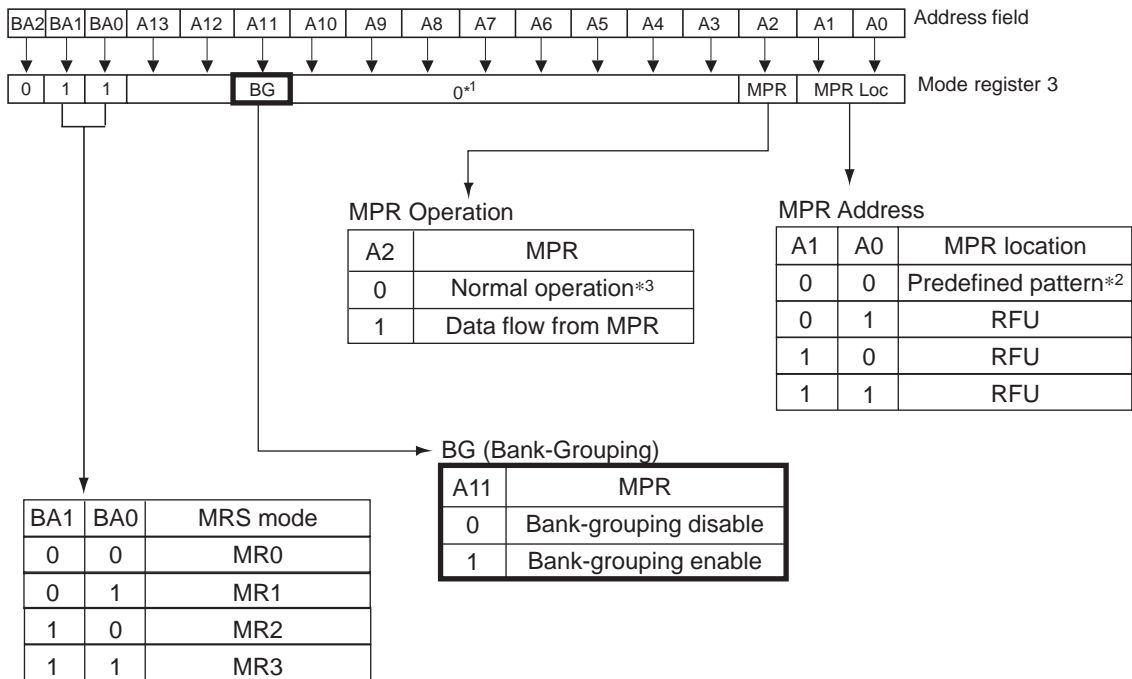 BA2 BA1 BA0 A13 A12 A11 A10 A9 A8 A7 A6 A5 A4 A3 A2 A1 A0 Address field
0 1 1 BG 0*1 MPR MPR Loc Mode register 3
MPR Operation
A2 MPR
0 Normal operation*3
1 Data flow from MPR
MPR Address
A1 A0 MPR location
0 0 Predefined pattern*2
0 1 RFU
1 0 RFU
1 1 RFU
BG (Bank-Grouping)
A11 MPR
0 Bank-grouping disable
1 Bank-grouping enable
BA1 BA0 MRS mode
0 0 MR0
0 1 MR1
1 0 MR2
1 1 MR3